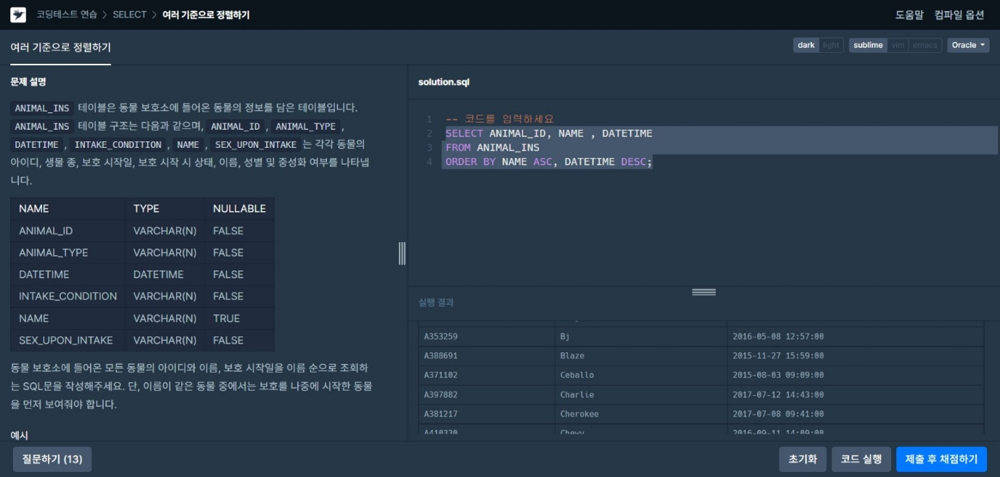 코딩테스트 연습 > SELECT > 여러 기준으로 정렬하기
도움말 컴파일 옵션
여러 기준으로 정렬하기
dark light sublime vim emacs Oracle
문제 설명
ANIMAL_INS 테이블은 동물 보호소에 들어온 동물의 정보를 담은 테이블입니다.
ANIMAL_INS 테이블 구조는 다음과 같으며, ANIMAL_ID , ANIMAL_TYPE ,
DATETIME , INTAKE_CONDITION , NAME , SEX_UPON_INTAKE 는 각각 동물의
아이디, 생물 종, 보호 시작일, 보호 시작 시 상태, 이름, 성별 및 중성화 여부를 나타냅
니다.
NAME TYPE NULLABLE
ANIMAL_ID VARCHAR(N) FALSE
ANIMAL_TYPE VARCHAR(N) FALSE
DATETIME DATETIME FALSE
INTAKE_CONDITION VARCHAR(N) FALSE
NAME VARCHAR(N) TRUE
SEX_UPON_INTAKE VARCHAR(N) FALSE
동물 보호소에 들어온 모든 동물의 아이디와 이름, 보호 시작일을 이름 순으로 조회하
는 SQL문을 작성해주세요. 단, 이름이 같은 동물 중에서는 보호를 나중에 시작한 동물
을 먼저 보여줘야 합니다.
예시
solution.sql
1 -- 코드를 입력하세요
2 SELECT ANIMAL_ID, NAME , DATETIME
3 FROM ANIMAL_INS
4 ORDER BY NAME ASC, DATETIME DESC;
실행 결과
A353259 Bj 2016-05-08 12:57:00
A388691 Blaze 2015-11-27 15:59:00
A371102 Ceballo 2015-08-03 09:09:00
A397882 Charlie 2017-07-12 14:43:00
A381217 Cherokee 2017-07-08 09:41:00
A410330 Chewy 2016-09-11 14:09:00
질문하기 (13)
초기화 코드 실행 제출 후 채점하기